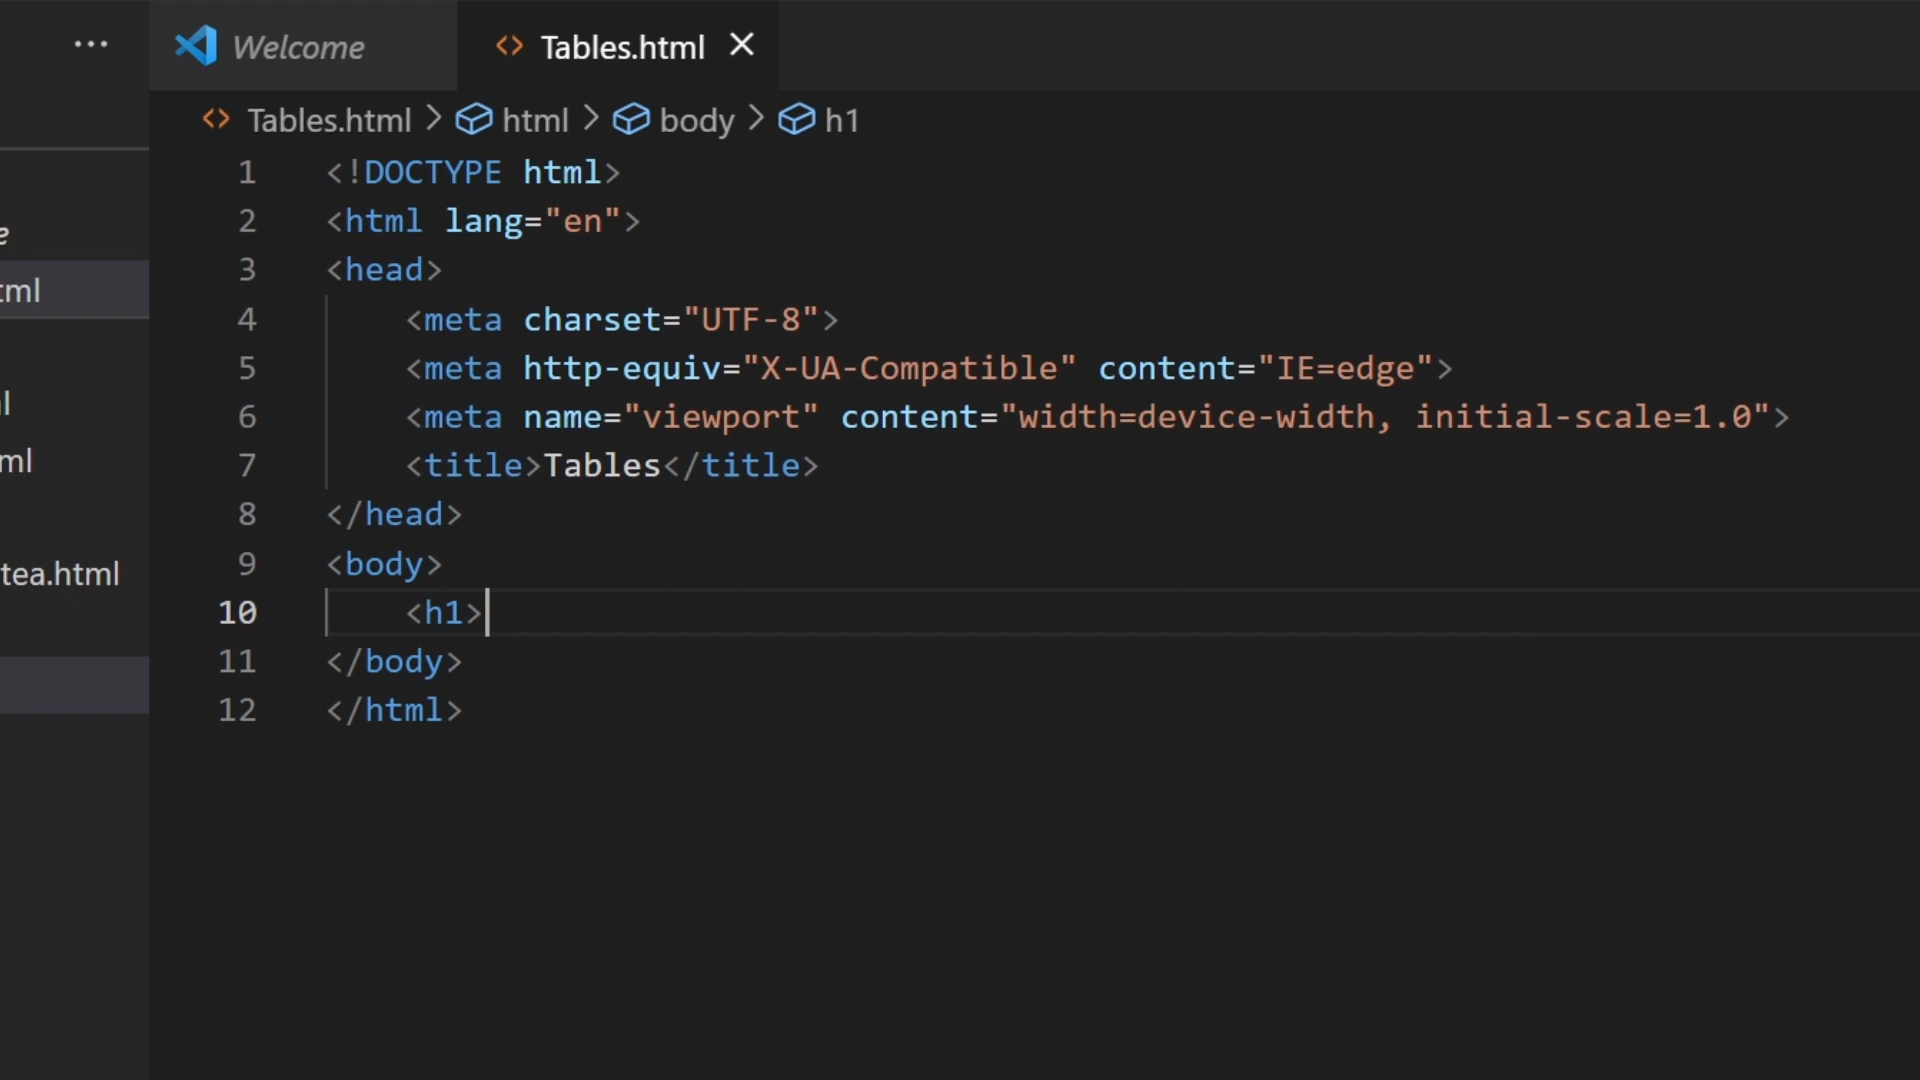 Welcome
Tables.html
Tables.html > html > body > h1
1 <!DOCTYPE html>
2 <html lang="en">
3 <head>
4 <meta charset="UTF-8">
5 <meta http-equiv="X-UA-Compatible" content="IE=edge">
6 <meta name="viewport" content="width=device-width, initial-scale=1.0">
7 <title>Tables</title>
8 </head>
9 <body>
10 <h1>
11 </body>
12 </html>
tml
ml
tea.html